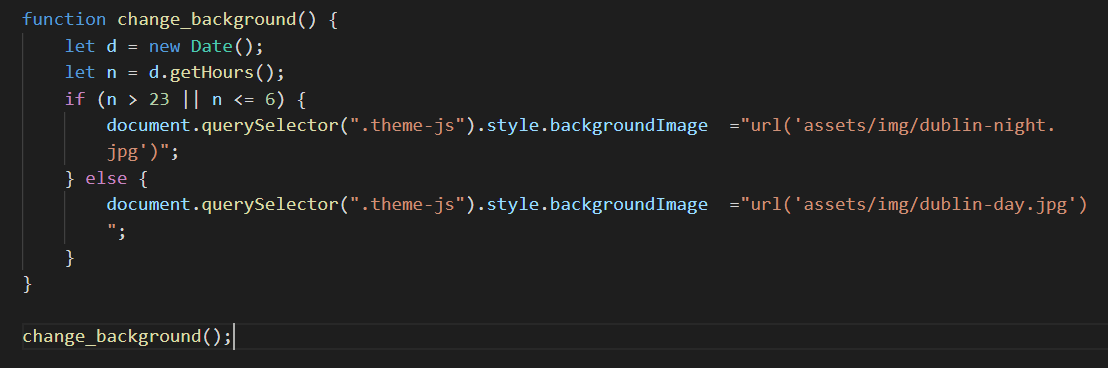 function change_background() {
let d = new Date();
let n = d.getHours();
if (n > 23 || n <= 6) {
document.querySelector(".theme-js").style.backgroundImage  ="url('assets/img/dublin-night.
jpg')";
} else {
document.querySelector(".theme-js").style.backgroundImage  ="url('assets/img/dublin-day.jpg')
";
}
}
change_background();